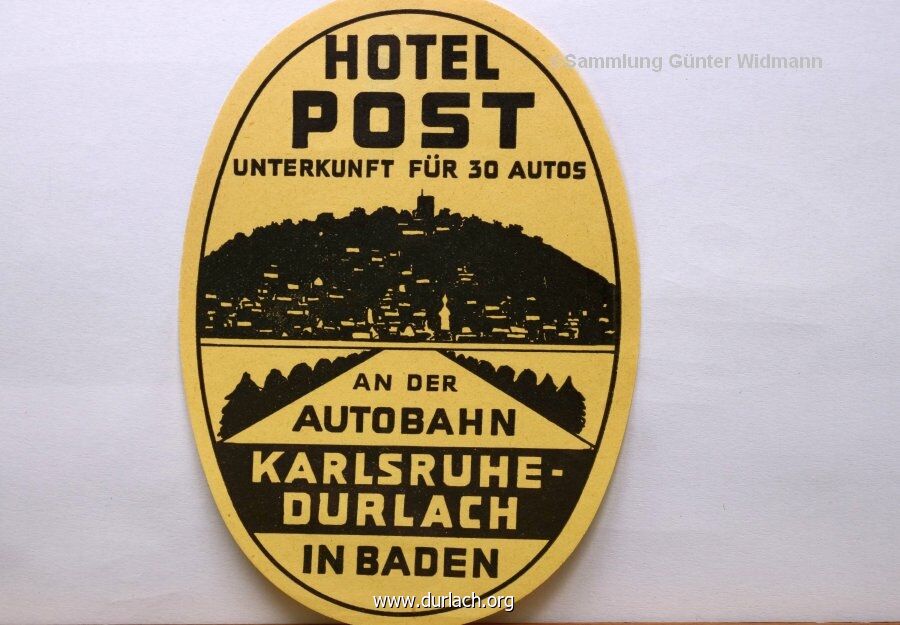 © Sammlung Günter Widmann
HOTEL
POST
UNTERKUNFT FÜR 30 AUTOS
AN DER
AUTOBAHN
KARLSRUHE-
DURLACH
IN BADEN
www.durlach.org